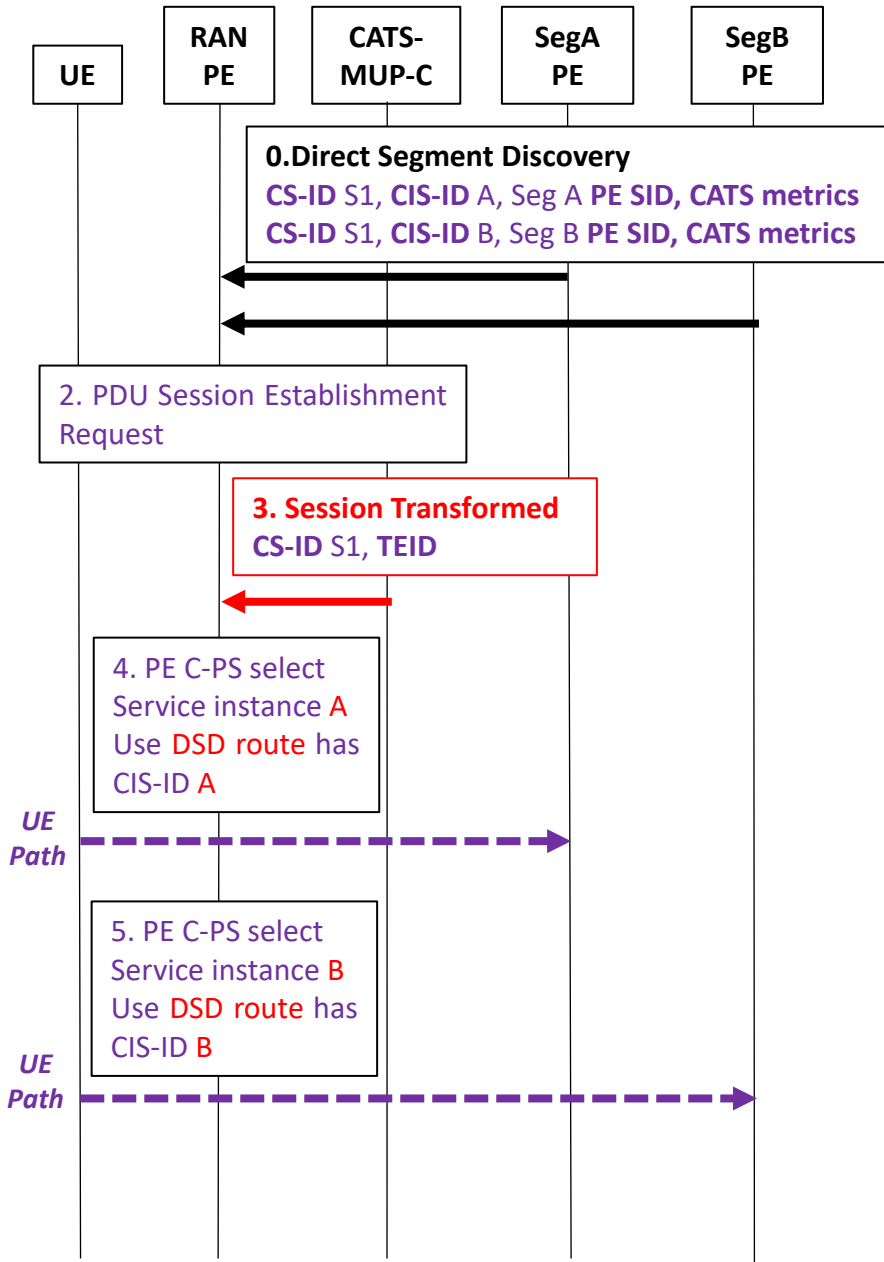 UE
RAN
PE
CATS-
MUP-C
SegA
PE
SegB
PE
0.Direct Segment Discovery
CS-ID S1, CIS-ID A, Seg A PE SID, CATS metrics
CS-ID S1, CIS-ID B, Seg B PE SID, CATS metrics
2. PDU Session Establishment
Request
3. Session Transformed
CS-ID S1, TEID
4. PE C-PS select
Service instance A
Use DSD route has
CIS-ID A
UE
Path
5. PE C-PS select
Service instance B
Use DSD route has
CIS-ID B
UE
Path